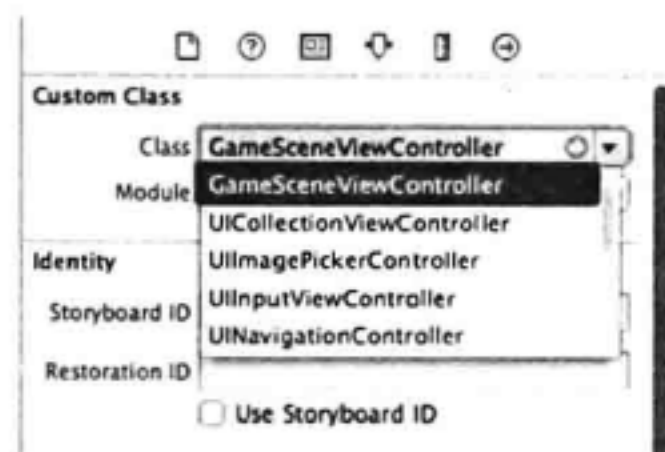 Custom Class
Class GameSceneViewController
Module GameSceneViewController
UICollectionViewController
UIImagePickerController
Identity
UIInputViewController
Storyboard ID
UINavigationController
Restoration ID
Use Storyboard ID